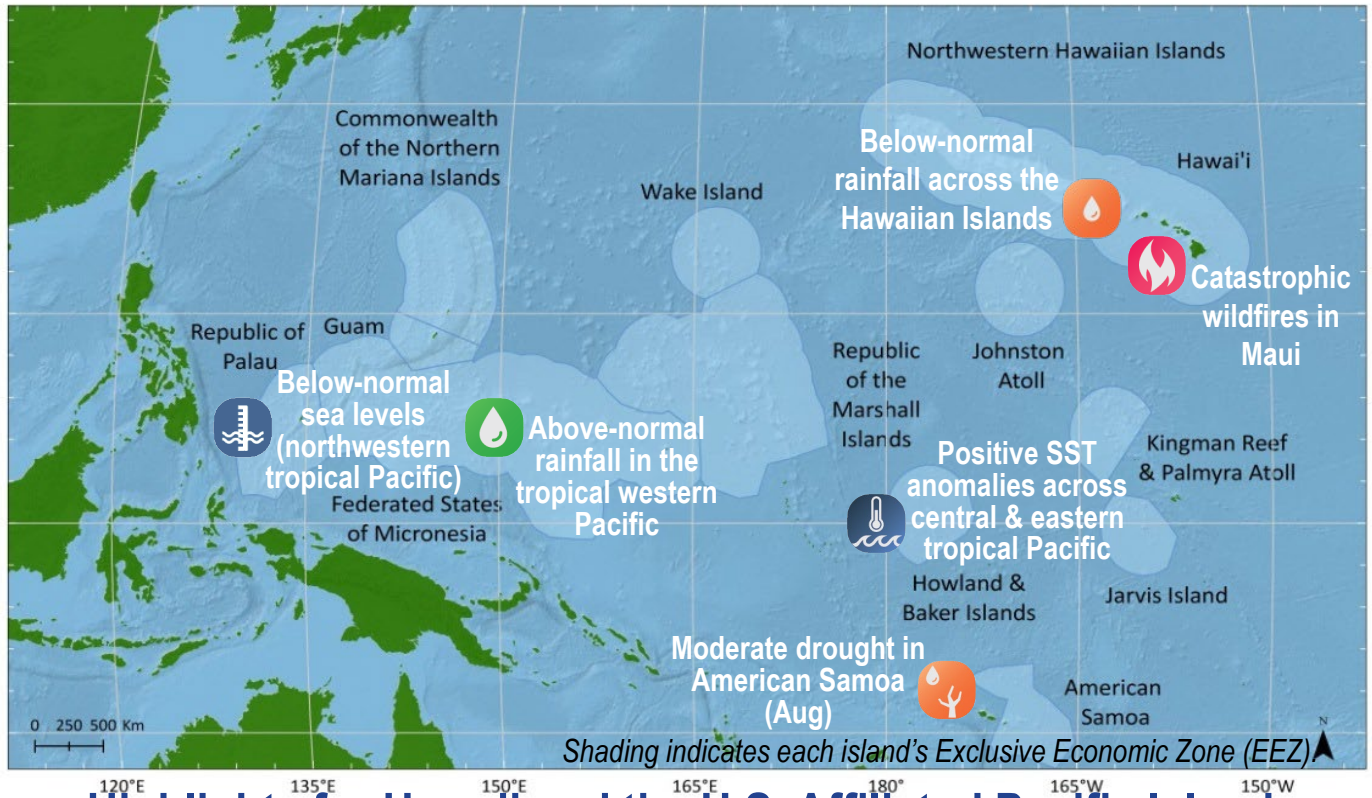 Northwestern Hawaiian Islands
Commonwealth
of the Northern
Mariana Islands
Below-normal
rainfall across the
Hawaiian Islands
Hawai'i
Wake Island
Catastrophic
wildfires in
Maui
Republic of
Palau
Guam
Below-normal
sea levels
(northwestern
tropical Pacific)
Above-normal
rainfall in the
tropical western
Pacific
Republic
of the
Marshall
Islands
Johnston
Atoll
Kingman Reef
& Palmyra Atoll
Federated States
of Micronesia
Positive SST
anomalies across
central & eastern
tropical Pacific
Howland &
Baker Islands
Jarvis Island
Moderate drought in
American Samoa
(Aug)
American
Samoa
0 250 500 Km
N
Shading indicates each island’s Exclusive Economic Zone (EEZ)
120°E 135°E 150°E 165°E 180° 165°W 150°W